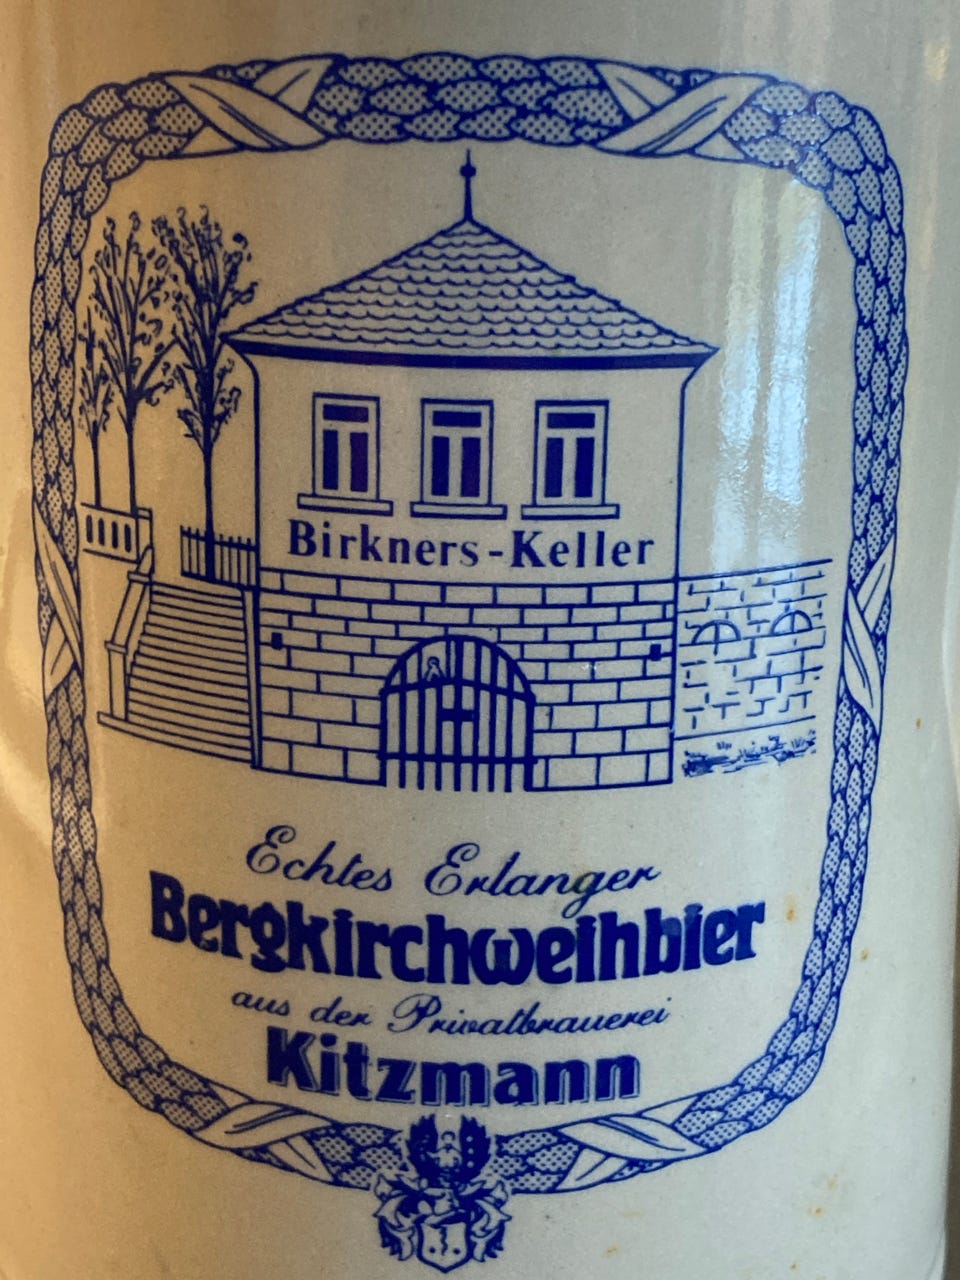 Birkners-Keller
Echtes Erlanger
Bergkirchweihbier
aus der Privatbrauerei
Kitzmann